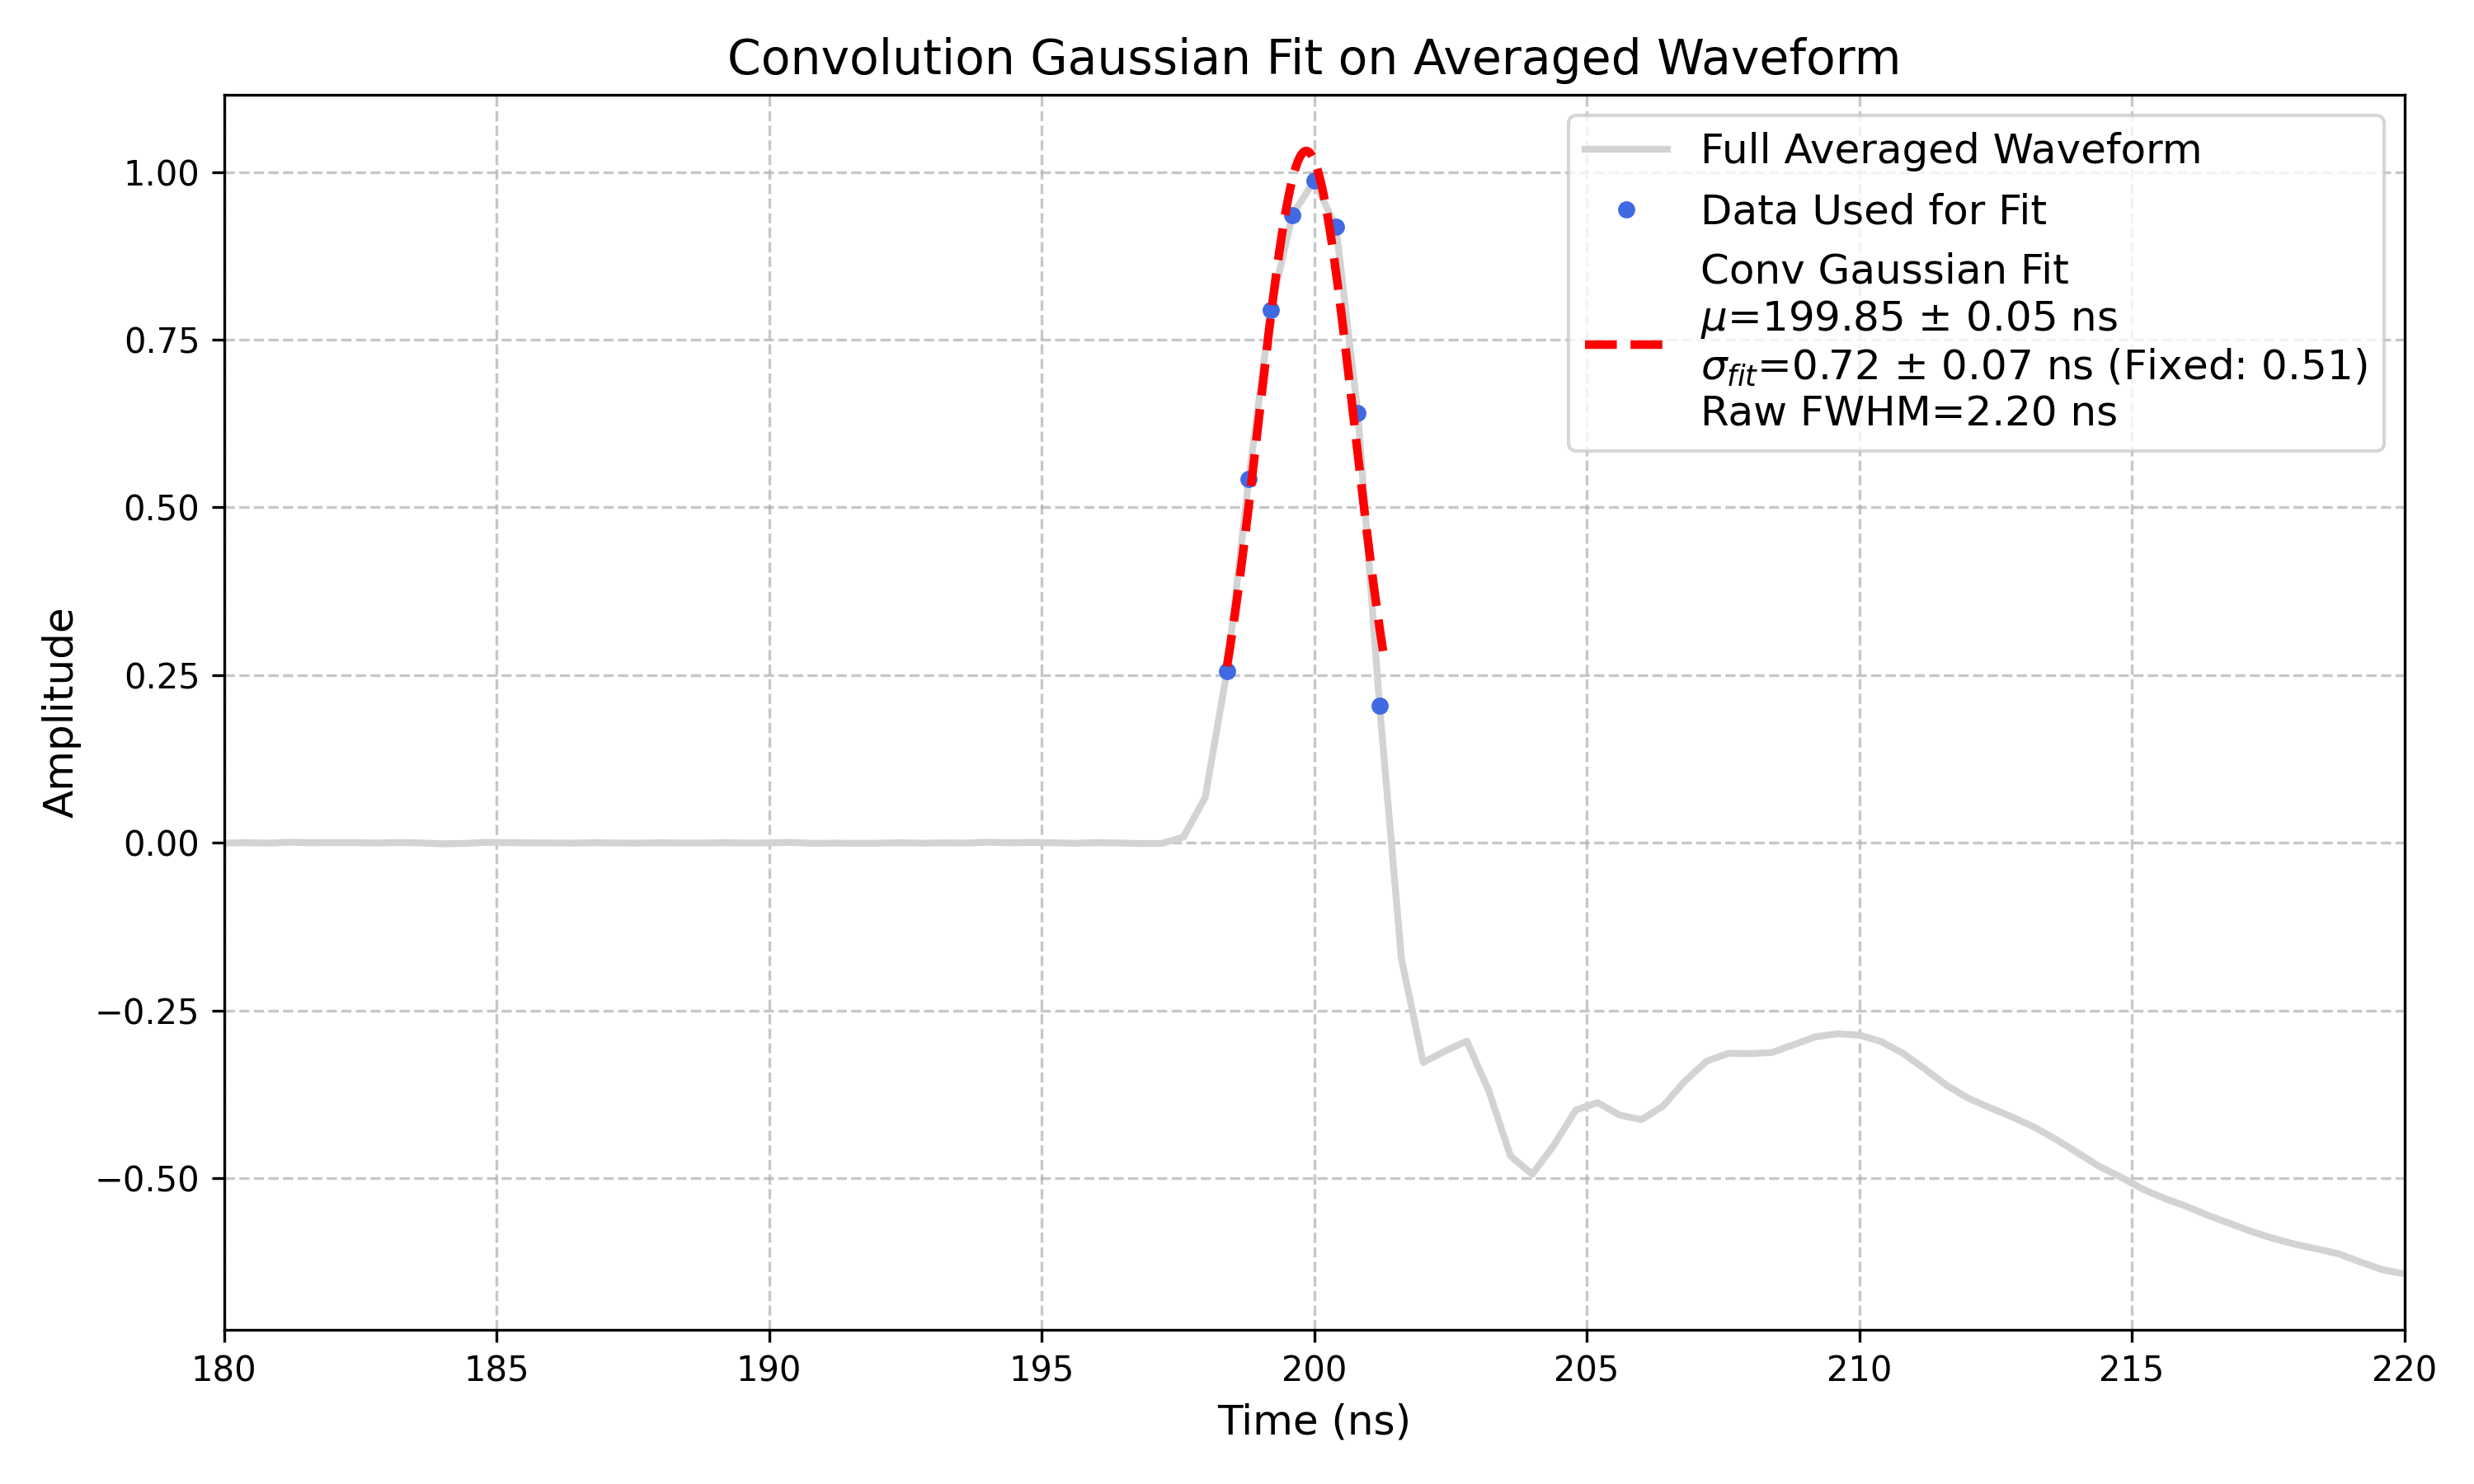 Convolution Gaussian Fit on Averaged Waveform
Full Averaged Waveform
Data Used for Fit
Conv Gaussian Fit
μ=199.85 ± 0.05 ns
σfit=0.72 ± 0.07 ns (Fixed: 0.51)
Raw FWHM=2.20 ns
Amplitude
1.00
0.75
0.50
0.25
0.00
−0.25
−0.50
180 185 190 195 200 205 210 215 220
Time (ns)